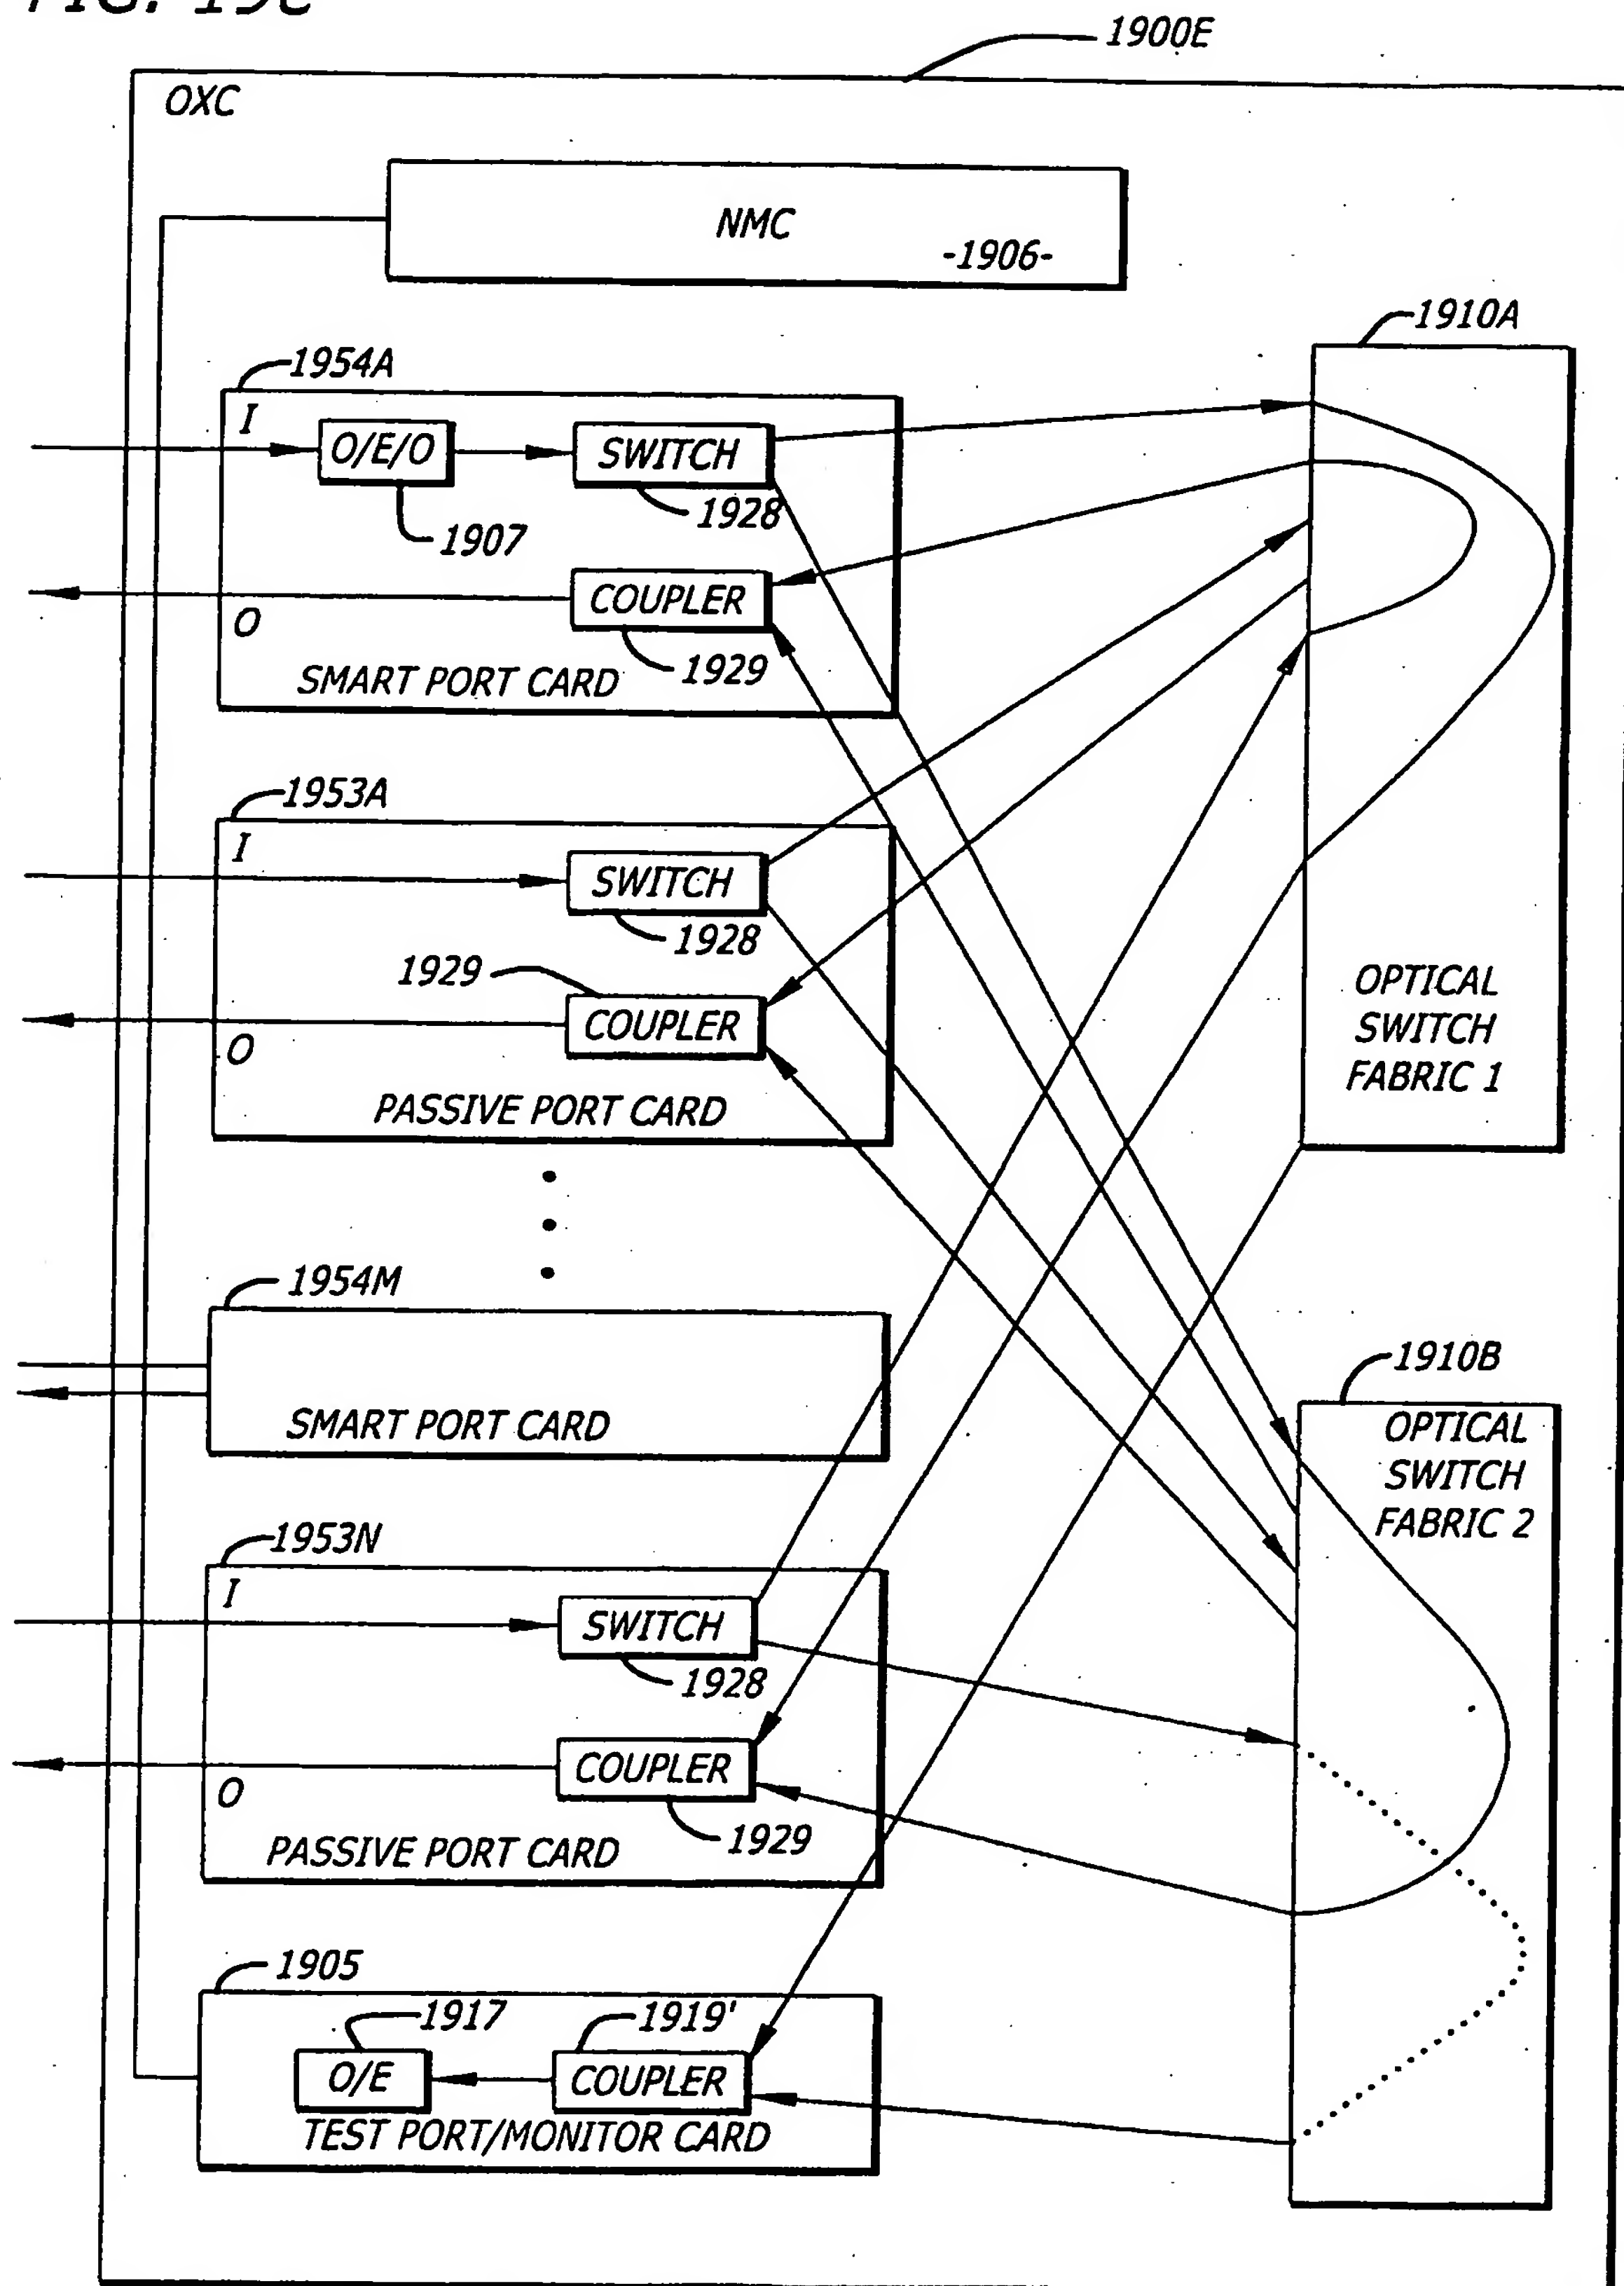 FIG. 19E
1900E
OXC
NMC
-1906-
1910A
1954A
I
O/E/O
SWITCH
1928
1907
COUPLER
O
1929
SMART PORT CARD
1953A
I
SWITCH
1928
1929
COUPLER
O
PASSIVE PORT CARD
OPTICAL
SWITCH
FABRIC 1
1954M
SMART PORT CARD
1910B
OPTICAL
SWITCH
FABRIC 2
1953N
I
SWITCH
1928
COUPLER
O
1929
PASSIVE PORT CARD
1905
1917
1919'
O/E
COUPLER
TEST PORT/MONITOR CARD